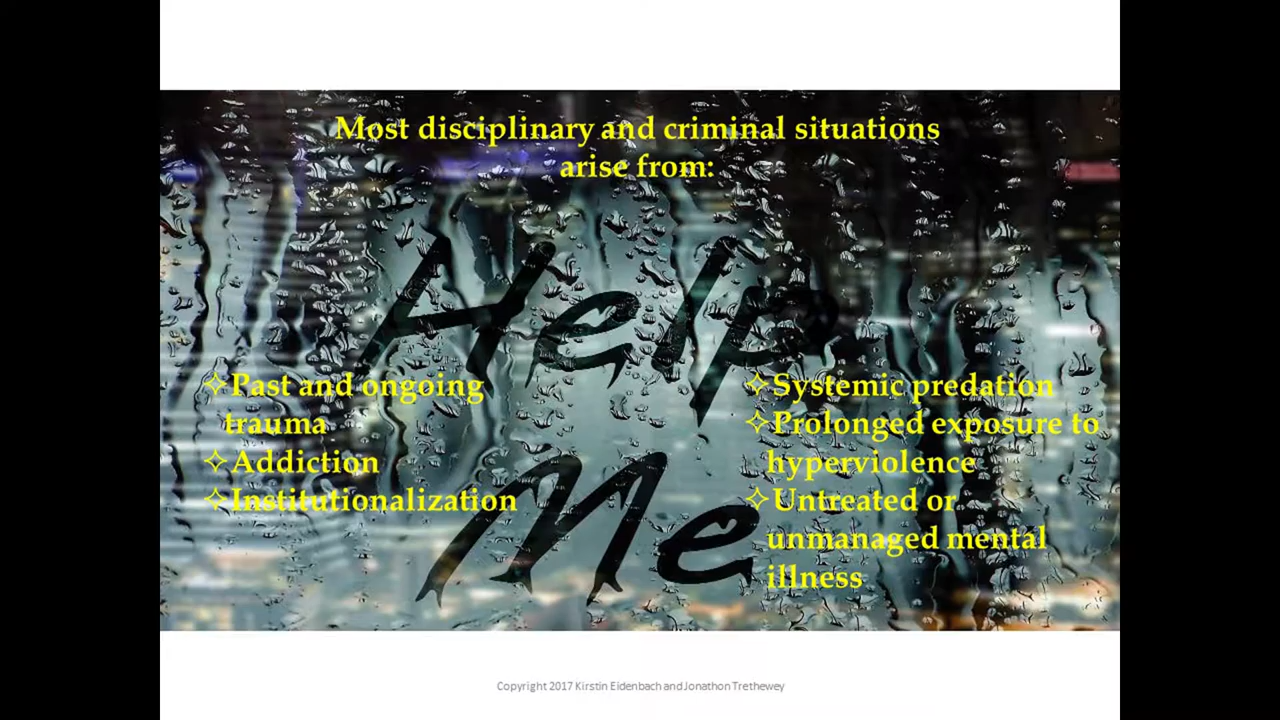 Most disciplinary and criminal situations
arise from:
Help
Me
✧Past and ongoing
trauma
✧Addiction
✧Institutionalization
✧Systemic predation
✧Prolonged exposure to
hyperviolence
✧Untreated or
unmanaged mental
illness
Copyright 2017 Kirstin Eidenbach and Jonathon Trethewey